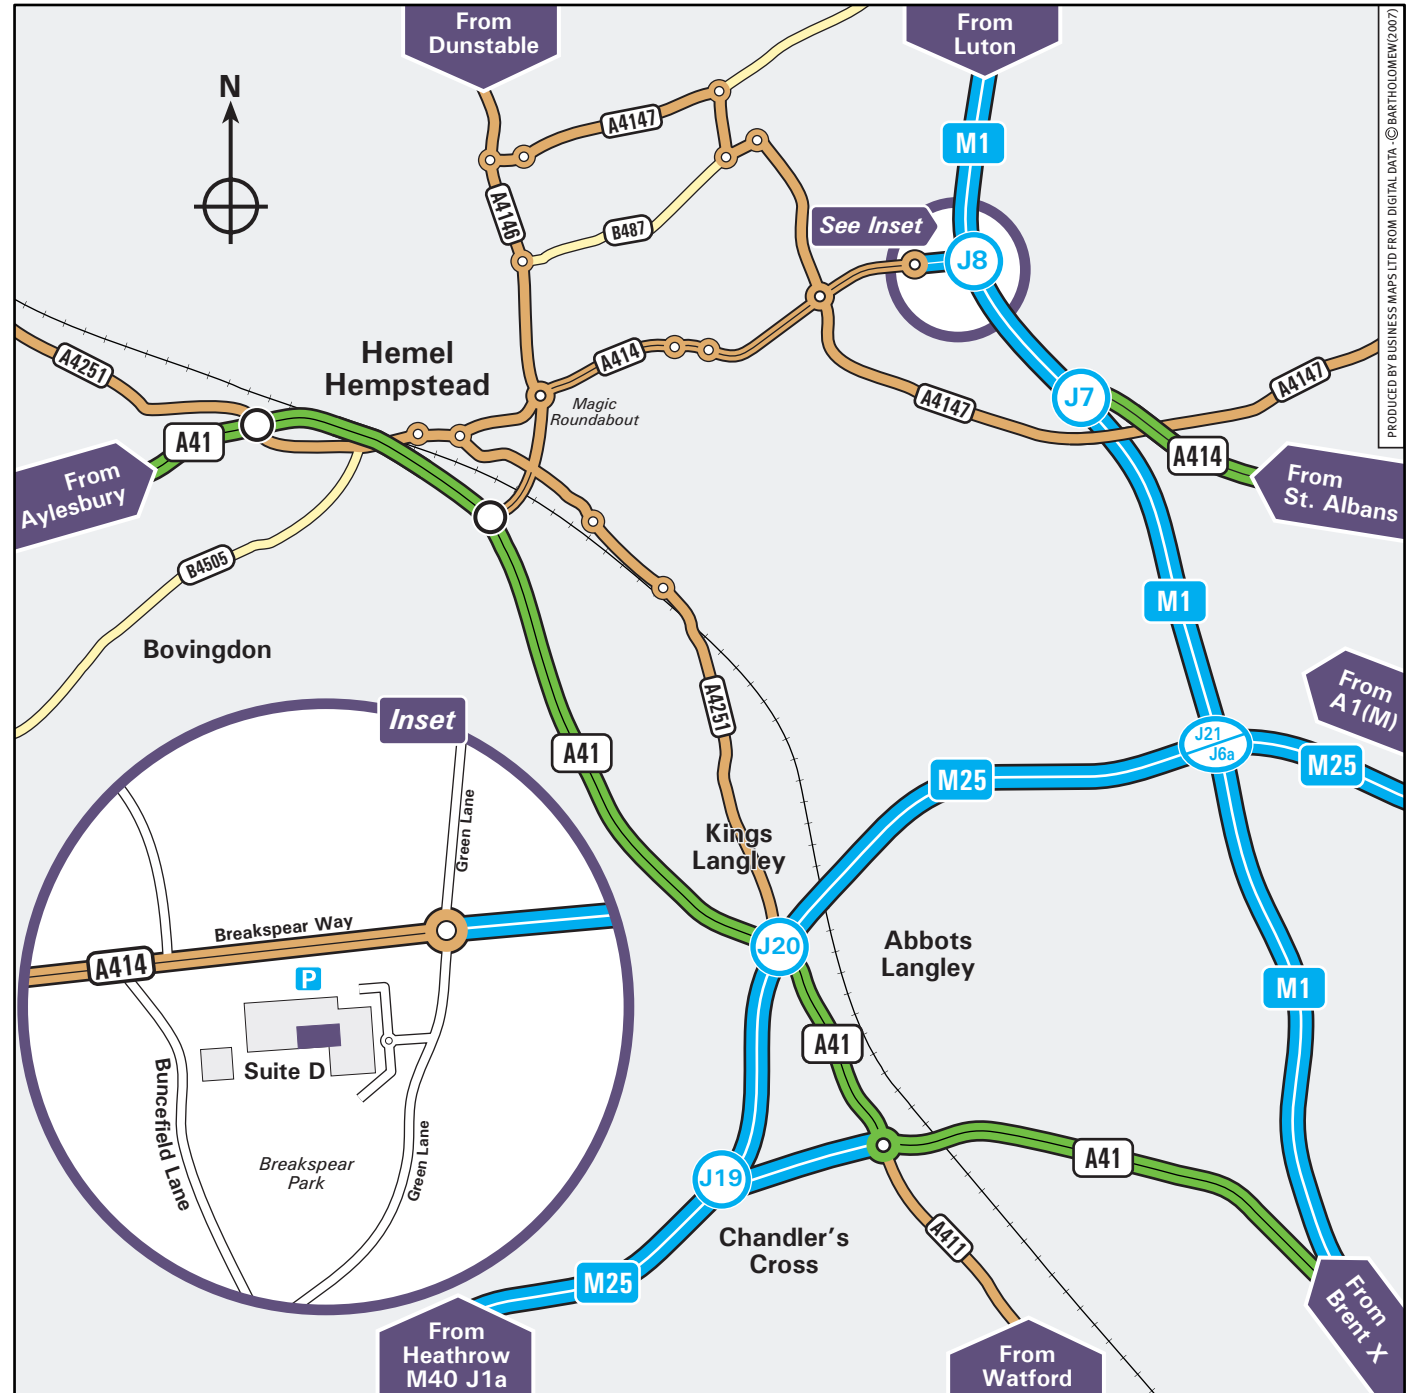 From
Dunstable
From
Luton
PRODUCED BY BUSINESS MAPS LTD FROM DIGITAL DATA - © BARTHOLOMEW(2007)
N
A4147
M1
A4146
B487
See Inset
J8
Hemel
Hempstead
A4251
A414
Magic
Roundabout
A4147
A4147
J7
A41
A414
From
Aylesbury
From
St. Albans
B4505
M1
Bovingdon
From
A1(M)
A4251
Inset
A41
J21
J6a
M25
M25
Green Lane
Kings
Langley
Breakspear Way
A414
J20
Abbots
Langley
P
M1
A41
Suite D
Buncefield Lane
Green Lane
Breakspear
Park
A41
J19
Chandler's
Cross
A411
M25
From
Brent X
From
Heathrow
M40 J1a
From
Watford